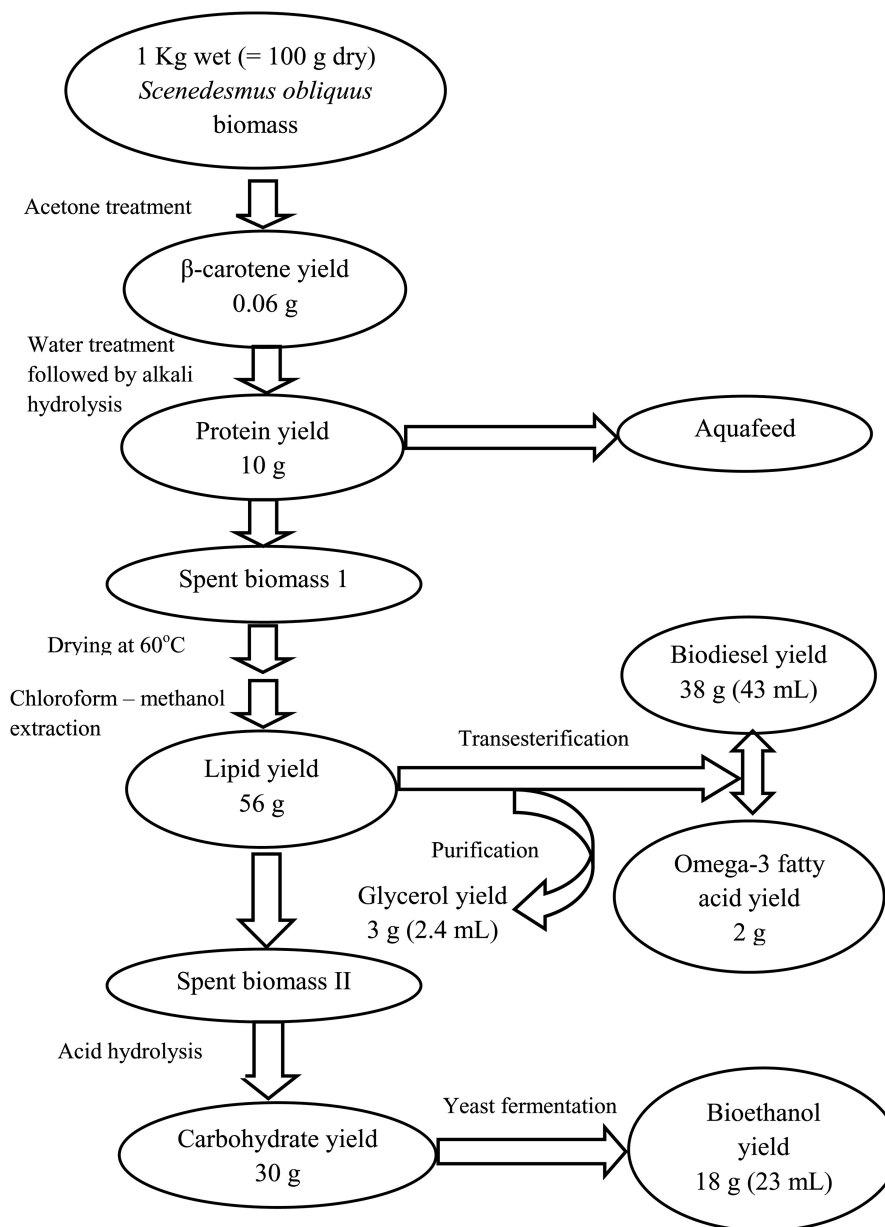 1 Kg wet (= 100 g dry)
Scenedesmus obliquus
biomass
Acetone treatment
β-carotene yield
0.06 g
Water treatment
followed by alkali
hydrolysis
Protein yield
10 g
Aquafeed
Spent biomass 1
Drying at 60°C
Chloroform – methanol
extraction
Lipid yield
56 g
Transesterification
Biodiesel yield
38 g (43 mL)
Purification
Glycerol yield
3 g (2.4 mL)
Omega-3 fatty
acid yield
2 g
Spent biomass II
Acid hydrolysis
Carbohydrate yield
30 g
Yeast fermentation
Bioethanol
yield
18 g (23 mL)